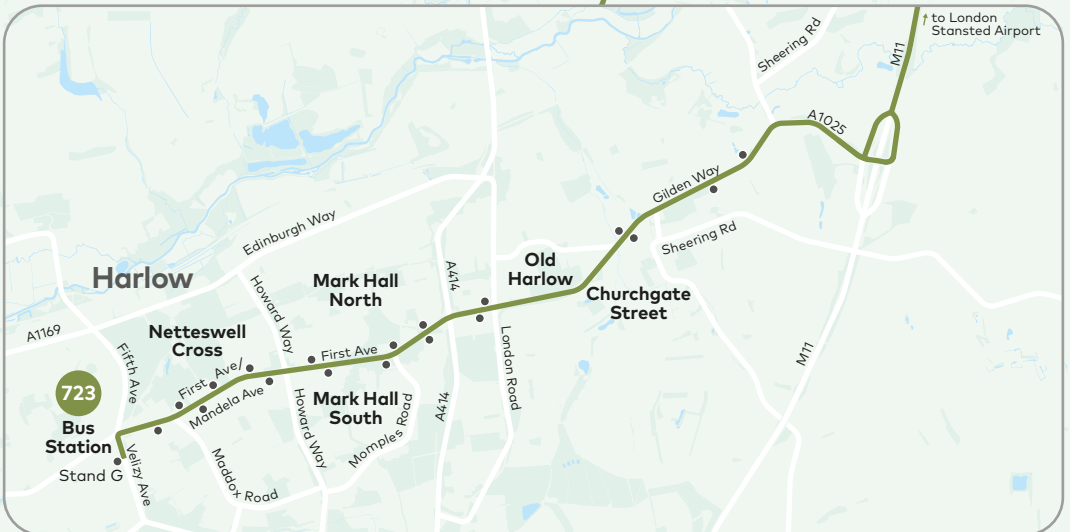 ↑ to London
Stansted Airport
Sheering Rd
M11
A1025
Gilden Way
Sheering Rd
Edinburgh Way
Old
Harlow
Harlow
A414
Mark Hall
North
Howard Way
Churchgate
Street
A1169
Netteswell
Cross
Fifth Ave
First Ave
London Road
M11
First Ave/
Mandela Ave
723
Bus
Station
Stand G
Mark Hall
South
Howard Way
Momples Road
A414
Velizy Ave
Maddox Road